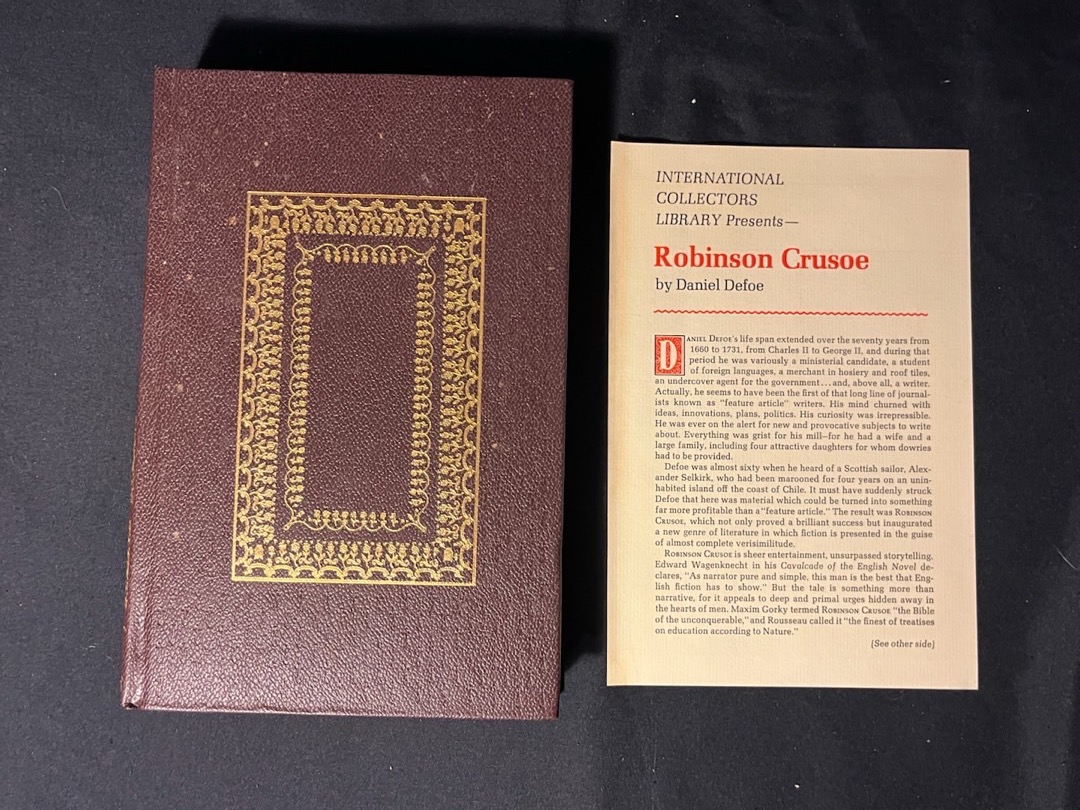 INTERNATIONAL
COLLECTORS
LIBRARY Presents—
Robinson Crusoe
by Daniel Defoe
DANIEL DEFOE's life span extended over the seventy years from
1660 to 1731, from Charles II to George II, and during that
period he was variously a ministerial candidate, a student
of foreign languages, a merchant in hosiery and roof tiles,
an undercover agent for the government...and, above all, a writer.
Actually, he seems to have been the first of that long line of journal-
ists known as "feature article" writers. His mind churned with
ideas, innovations, plans, politics. His curiosity was irrepressible.
He was ever on the alert for new and provocative subjects to write
about. Everything was grist for his mill—for he had a wife and a
large family, including four attractive daughters for whom dowries
had to be provided.
Defoe was almost sixty when he heard of a Scottish sailor, Alex-
ander Selkirk, who had been marooned for four years on an unin-
habited island off the coast of Chile. It must have suddenly struck
Defoe that here was material which could be turned into something
far more profitable than a "feature article." The result was ROBINSON
CRUSOE, which not only proved a brilliant success but inaugurated
a new genre of literature in which fiction is presented in the guise
of almost complete verisimilitude.
ROBINSON CRUSOE is sheer entertainment, unsurpassed storytelling.
Edward Wagenknecht in his Cavalcade of the English Novel de-
clares, "As narrator pure and simple, this man is the best that Eng-
lish fiction has to show." But the tale is something more than
narrative, for it appeals to deep and primal urges hidden away in
the hearts of men. Maxim Gorky termed ROBINSON CRUSOE "the Bible
of the unconquerable," and Rousseau called it "the finest of treatises
on education according to Nature."
(See other side)